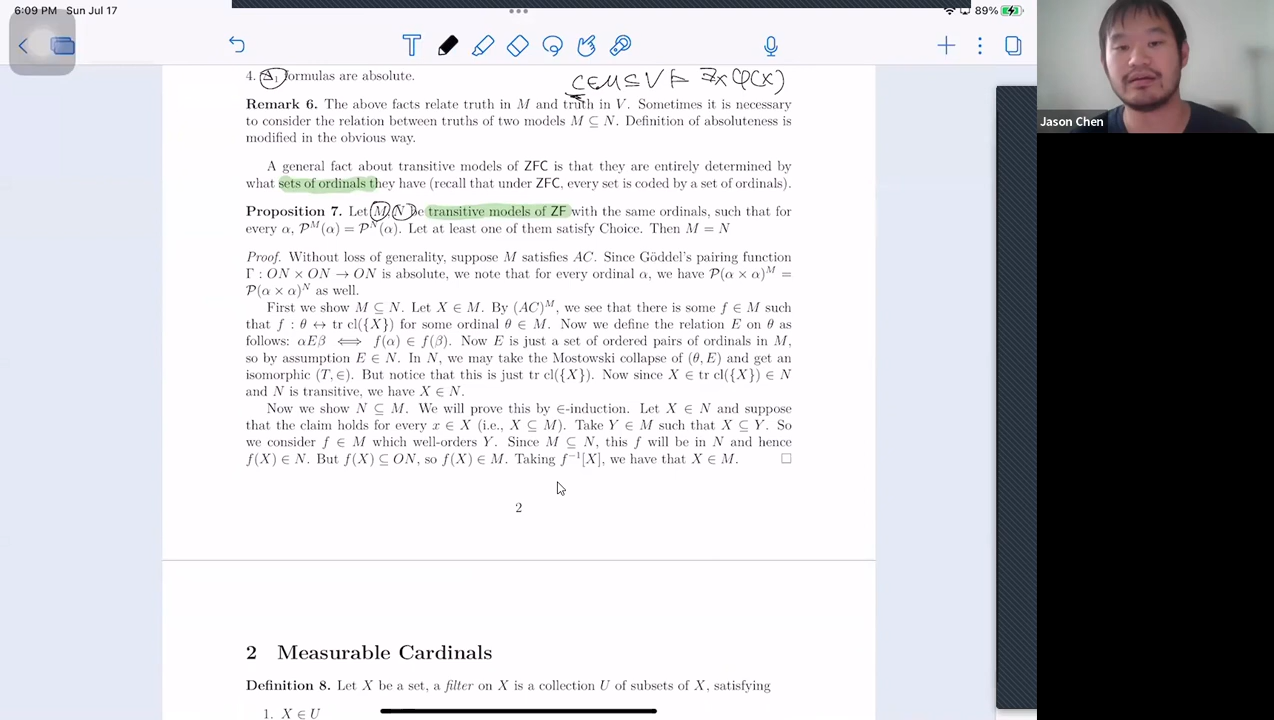 6:09 PM Sun Jul 17
89%
4. Δ₁ formulas are absolute.
c ∈ M ⊆ V ⊨ ∃x φ(x)
Remark 6. The above facts relate truth in M and truth in V. Sometimes it is necessary
to consider the relation between truths of two models M ⊆ N. Definition of absoluteness is
modified in the obvious way.
A general fact about transitive models of ZFC is that they are entirely determined by
what sets of ordinals they have (recall that under ZFC, every set is coded by a set of ordinals).
Proposition 7. Let M, N be transitive models of ZF with the same ordinals, such that for
every α, 𝒫ᴹ(α) = 𝒫ᴺ(α). Let at least one of them satisfy Choice. Then M = N
Proof. Without loss of generality, suppose M satisfies AC. Since Göddel's pairing function
Γ : ON × ON → ON is absolute, we note that for every ordinal α, we have 𝒫(α × α)ᴹ =
𝒫(α × α)ᴺ as well.
First we show M ⊆ N. Let X ∈ M. By (AC)ᴹ, we see that there is some f ∈ M such
that f : θ ↔ tr cl({X}) for some ordinal θ ∈ M. Now we define the relation E on θ as
follows: αEβ ⟺ f(α) ∈ f(β). Now E is just a set of ordered pairs of ordinals in M,
so by assumption E ∈ N. In N, we may take the Mostowski collapse of (θ, E) and get an
isomorphic (T, ∈). But notice that this is just tr cl({X}). Now since X ∈ tr cl({X}) ∈ N
and N is transitive, we have X ∈ N.
Now we show N ⊆ M. We will prove this by ∈-induction. Let X ∈ N and suppose
that the claim holds for every x ∈ X (i.e., X ⊆ M). Take Y ∈ M such that X ⊆ Y. So
we consider f ∈ M which well-orders Y. Since M ⊆ N, this f will be in N and hence
f(X) ∈ N. But f(X) ⊆ ON, so f(X) ∈ M. Taking f⁻¹[X], we have that X ∈ M. □
2
2 Measurable Cardinals
Definition 8. Let X be a set, a filter on X is a collection U of subsets of X, satisfying
1. X ∈ U
Jason Chen